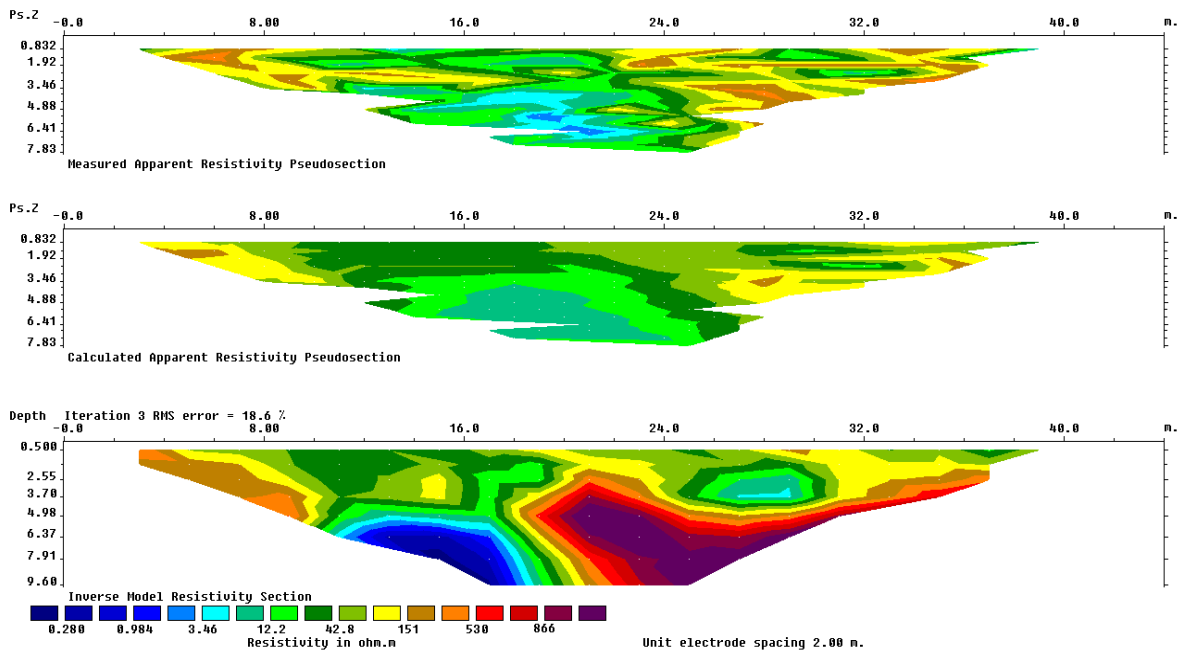 Ps.Z -0.0 8.00 16.0 24.0 32.0 40.0 m.
0.832
1.92
3.46
4.88
6.41
7.83
Measured Apparent Resistivity Pseudosection
Ps.Z -0.0 8.00 16.0 24.0 32.0 40.0 m.
0.832
1.92
3.46
4.88
6.41
7.83
Calculated Apparent Resistivity Pseudosection
Depth Iteration 3 RMS error = 18.6 %
-0.0 8.00 16.0 24.0 32.0 40.0 m.
0.500
2.55
3.70
4.98
6.37
7.91
9.60
Inverse Model Resistivity Section
0.280 0.984 3.46 12.2 42.8 151 530 866
Resistivity in ohm.m Unit electrode spacing 2.00 m.